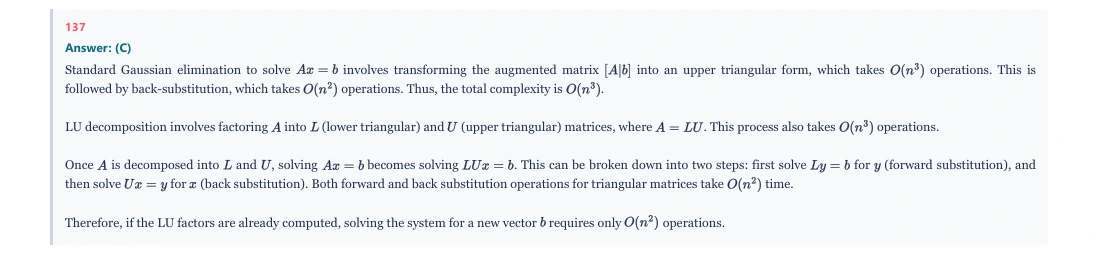 137
Answer: (C)
Standard Gaussian elimination to solve Ax = b involves transforming the augmented matrix [A|b] into an upper triangular form, which takes O(n³) operations. This is
followed by back-substitution, which takes O(n²) operations. Thus, the total complexity is O(n³).
LU decomposition involves factoring A into L (lower triangular) and U (upper triangular) matrices, where A = LU. This process also takes O(n³) operations.
Once A is decomposed into L and U, solving Ax = b becomes solving LUx = b. This can be broken down into two steps: first solve Ly = b for y (forward substitution), and
then solve Ux = y for x (back substitution). Both forward and back substitution operations for triangular matrices take O(n²) time.
Therefore, if the LU factors are already computed, solving the system for a new vector b requires only O(n²) operations.